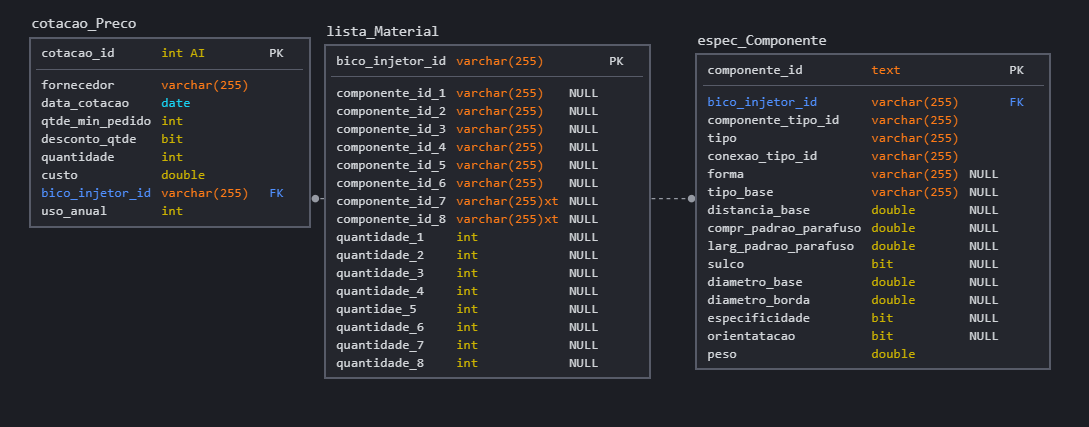 cotacao_Preco
cotacao_id int AI PK
fornecedor varchar(255)
data_cotacao date
qtde_min_pedido int
desconto_qtde bit
quantidade int
custo double
bico_injetor_id varchar(255) FK
uso_anual int
lista_Material
bico_injetor_id varchar(255) PK
componente_id_1 varchar(255) NULL
componente_id_2 varchar(255) NULL
componente_id_3 varchar(255) NULL
componente_id_4 varchar(255) NULL
componente_id_5 varchar(255) NULL
componente_id_6 varchar(255) NULL
componente_id_7 varchar(255)xt NULL
componente_id_8 varchar(255)xt NULL
quantidade_1 int NULL
quantidade_2 int NULL
quantidade_3 int NULL
quantidade_4 int NULL
quantidae_5 int NULL
quantidade_6 int NULL
quantidade_7 int NULL
quantidade_8 int NULL
espec_Componente
componente_id text PK
bico_injetor_id varchar(255) FK
componente_tipo_id varchar(255)
tipo varchar(255)
conexao_tipo_id varchar(255)
forma varchar(255) NULL
tipo_base varchar(255) NULL
distancia_base double NULL
compr_padrao_parafuso double NULL
larg_padrao_parafuso double NULL
sulco bit NULL
diametro_base double NULL
diametro_borda double NULL
especificidade bit NULL
orientatacao bit NULL
peso double